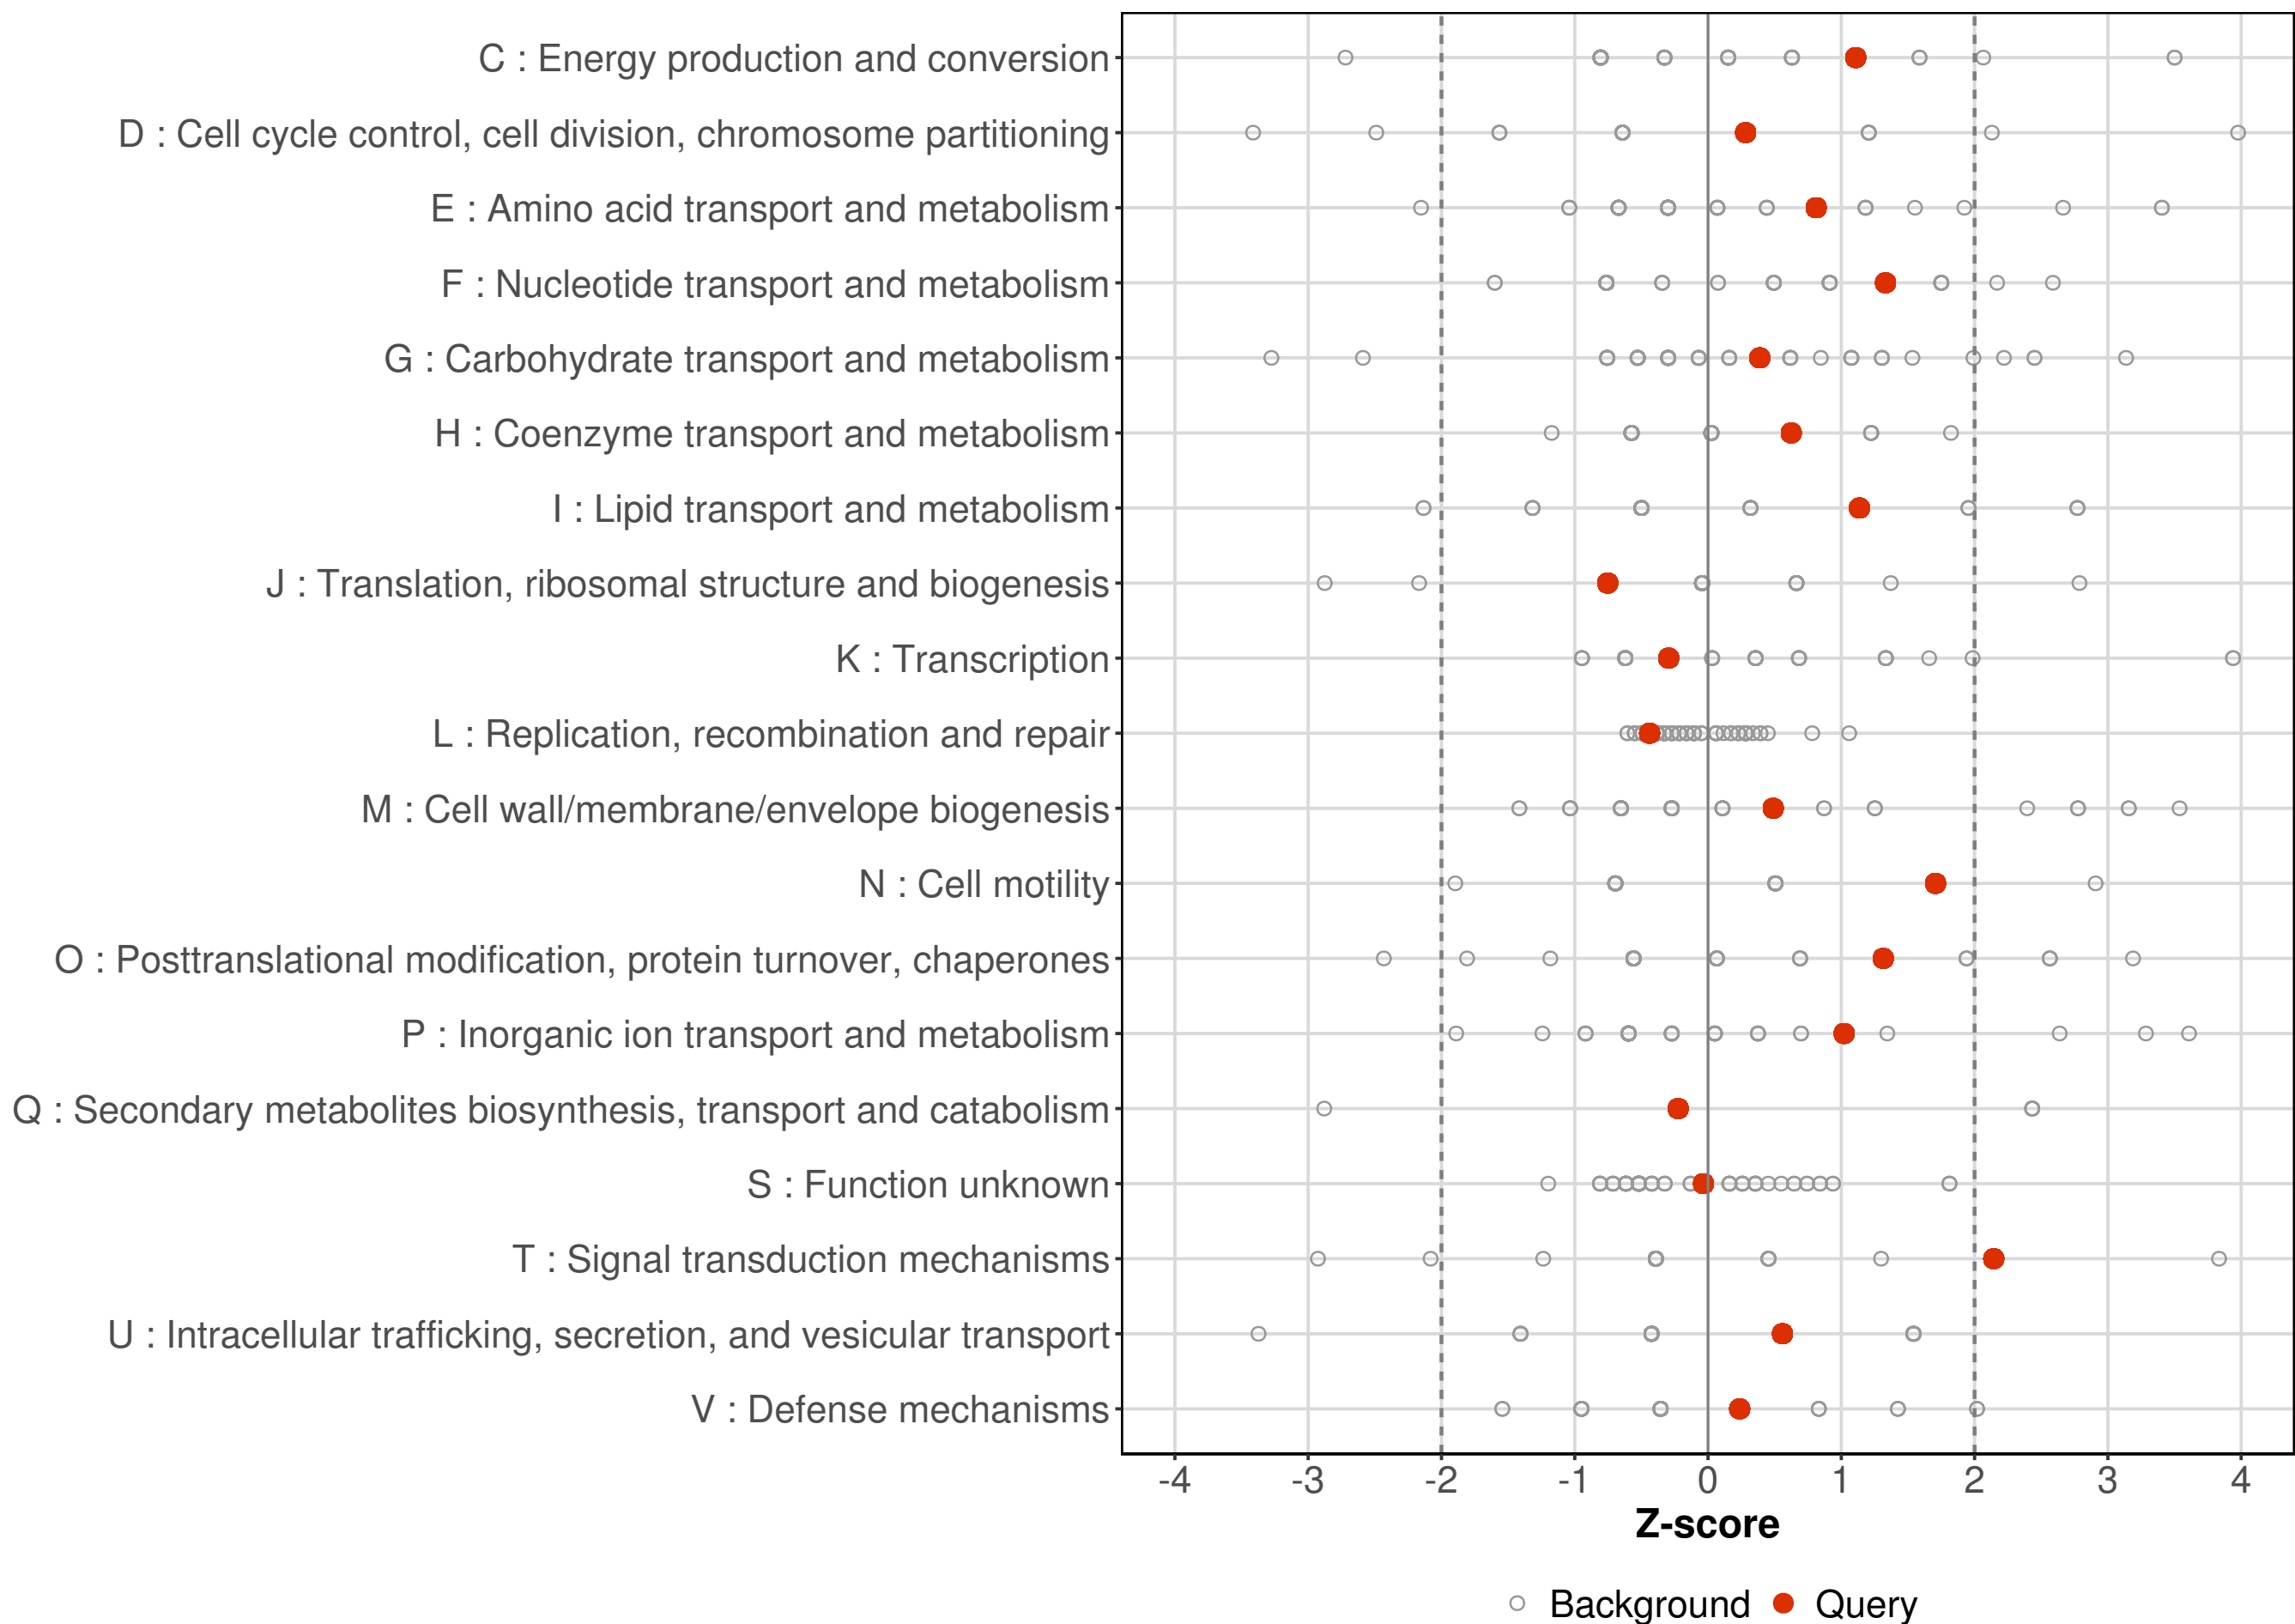 C : Energy production and conversion
D : Cell cycle control, cell division, chromosome partitioning
E : Amino acid transport and metabolism
F : Nucleotide transport and metabolism
G : Carbohydrate transport and metabolism
H : Coenzyme transport and metabolism
I : Lipid transport and metabolism
J : Translation, ribosomal structure and biogenesis
K : Transcription
L : Replication, recombination and repair
M : Cell wall/membrane/envelope biogenesis
N : Cell motility
O : Posttranslational modification, protein turnover, chaperones
P : Inorganic ion transport and metabolism
Q : Secondary metabolites biosynthesis, transport and catabolism
S : Function unknown
T : Signal transduction mechanisms
U : Intracellular trafficking, secretion, and vesicular transport
V : Defense mechanisms
-4 -3 -2 -1 0 1 2 3 4
Z-score
Background Query